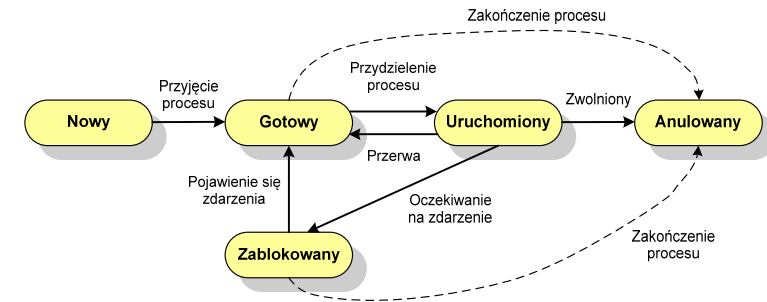 Zakończenie procesu
Przydzielenie
procesu
Przyjęcie
procesu
Zwolniony
Nowy
Gotowy
Uruchomiony
Anulowany
Przerwa
Pojawienie się
zdarzenia
Oczekiwanie
na zdarzenie
Zablokowany
Zakończenie
procesu